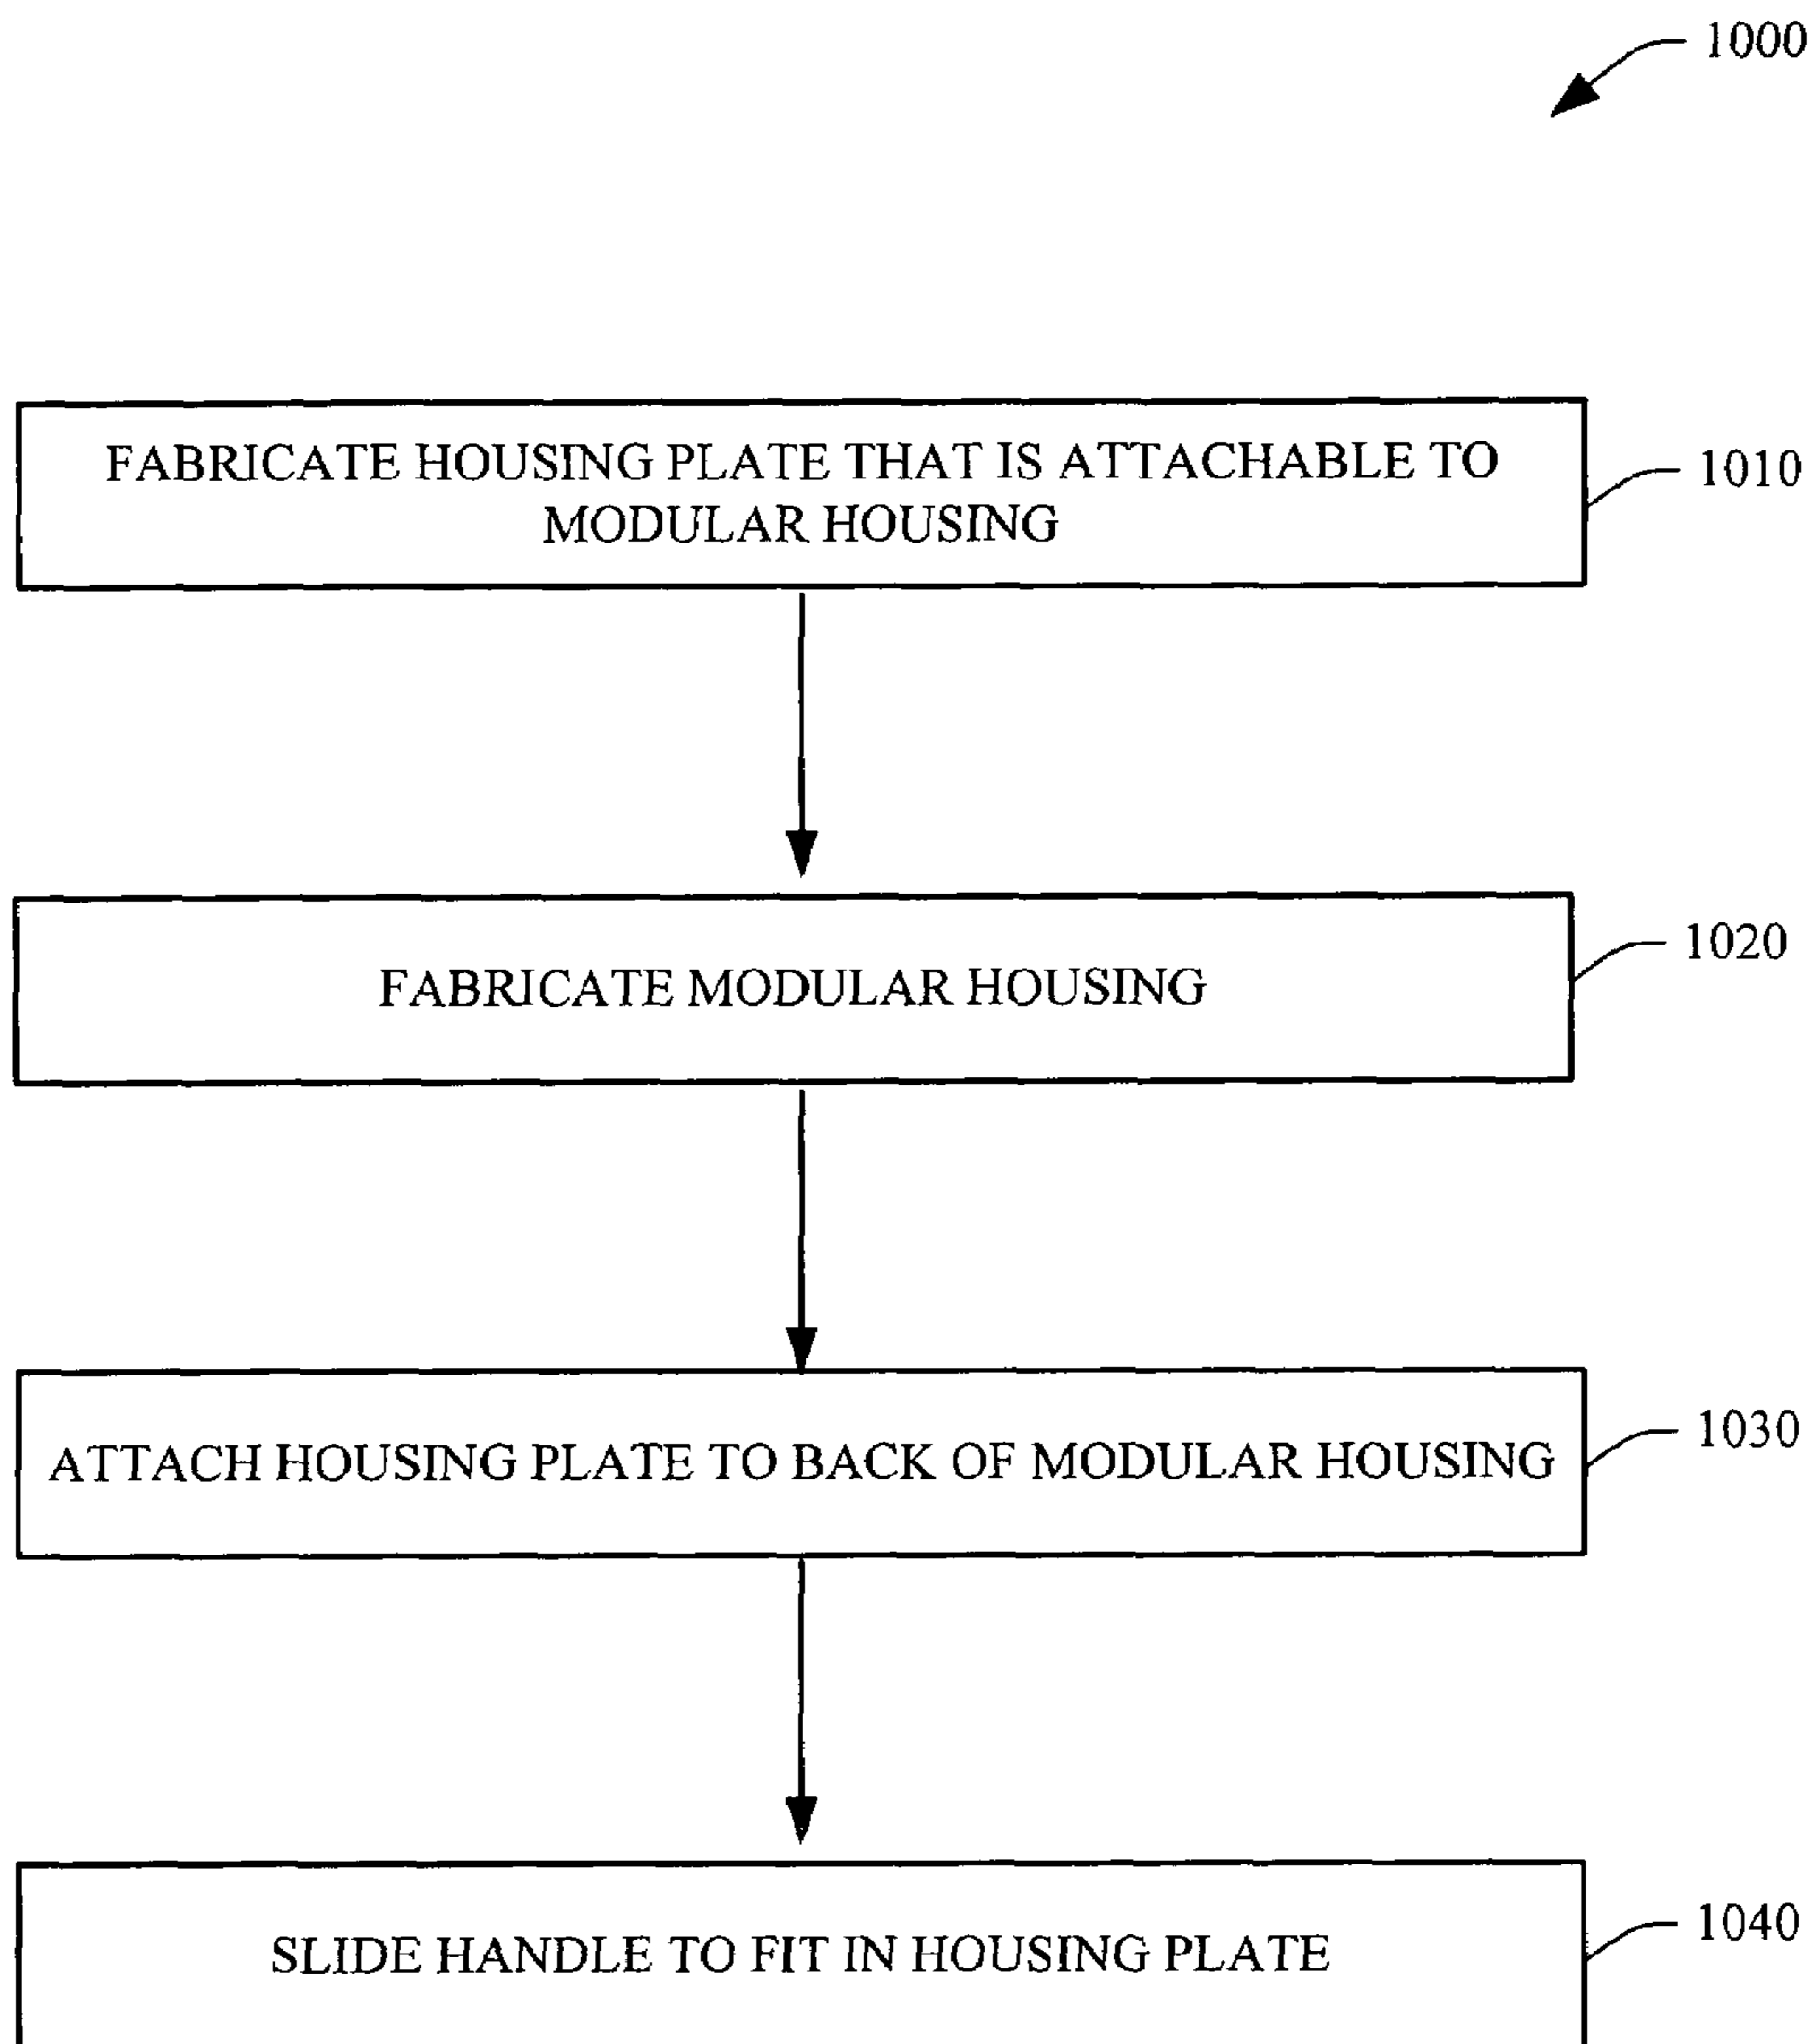 1000
FABRICATE HOUSING PLATE THAT IS ATTACHABLE TO
MODULAR HOUSING
1010
FABRICATE MODULAR HOUSING
1020
ATTACH HOUSING PLATE TO BACK OF MODULAR HOUSING
1030
SLIDE HANDLE TO FIT IN HOUSING PLATE
1040